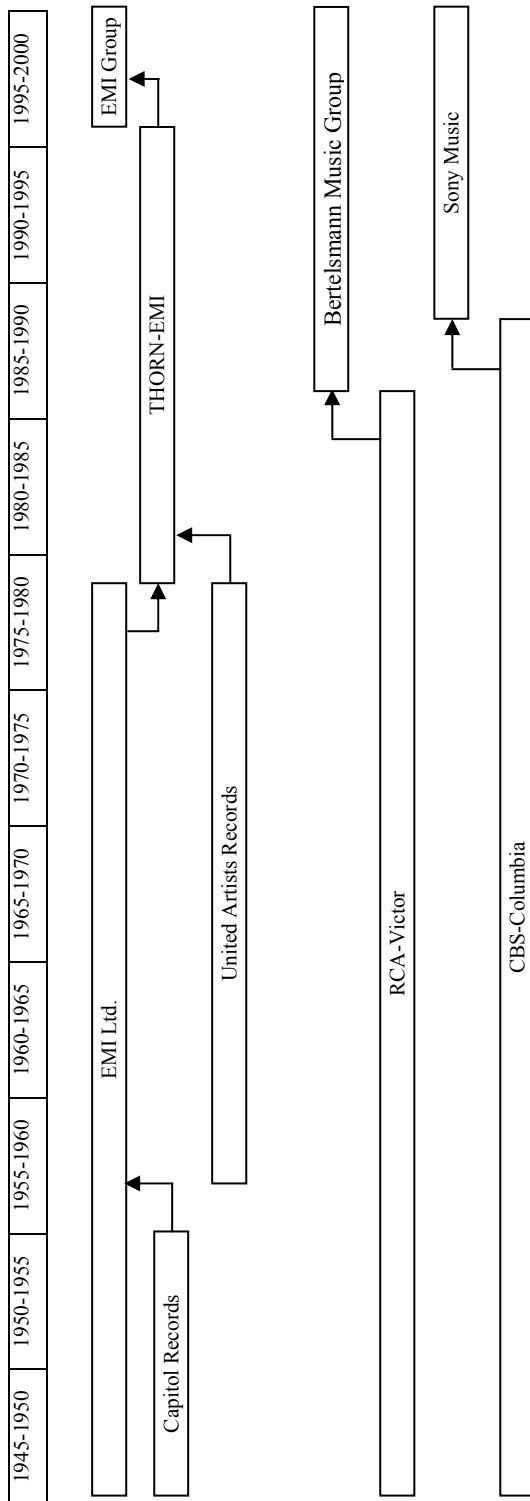 1945-1950
1950-1955
1955-1960
1960-1965
1965-1970
1970-1975
1975-1980
1980-1985
1985-1990
1990-1995
1995-2000
EMI Ltd.
EMI Group
THORN-EMI
Capitol Records
United Artists Records
Bertelsmann Music Group
RCA-Victor
Sony Music
CBS-Columbia